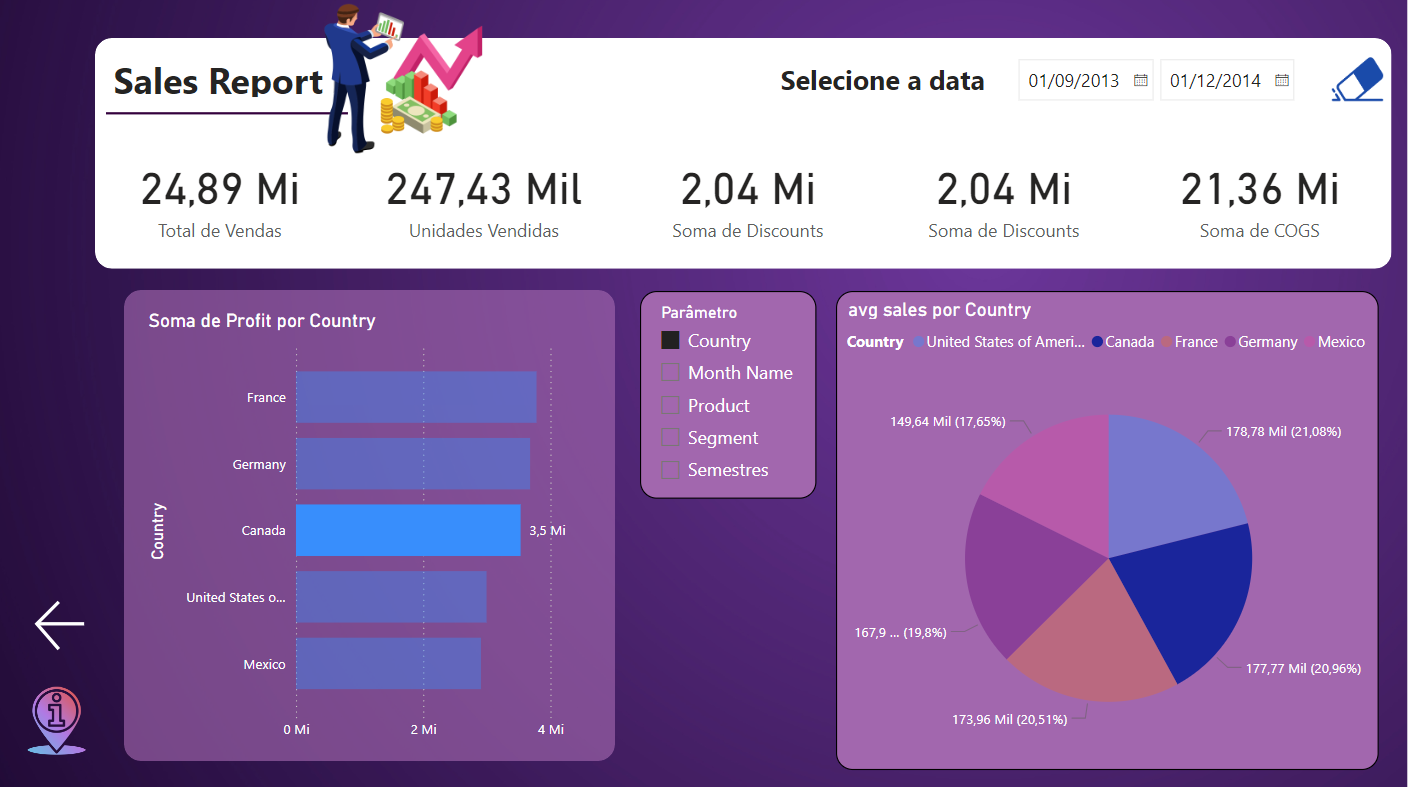 Sales Report
Selecione a data
01/09/2013
01/12/2014
24,89 Mi
Total de Vendas
247,43 Mil
Unidades Vendidas
2,04 Mi
Soma de Discounts
2,04 Mi
Soma de Discounts
21,36 Mi
Soma de COGS
Soma de Profit por Country
Country
France
Germany
Canada
3,5 Mi
United States o...
Mexico
0 Mi
2 Mi
4 Mi
Parâmetro
Country
Month Name
Product
Segment
Semestres
avg sales por Country
Country United States of Ameri... Canada France Germany Mexico
149,64 Mil (17,65%)
178,78 Mil (21,08%)
167,9 ... (19,8%)
177,77 Mil (20,96%)
173,96 Mil (20,51%)
i